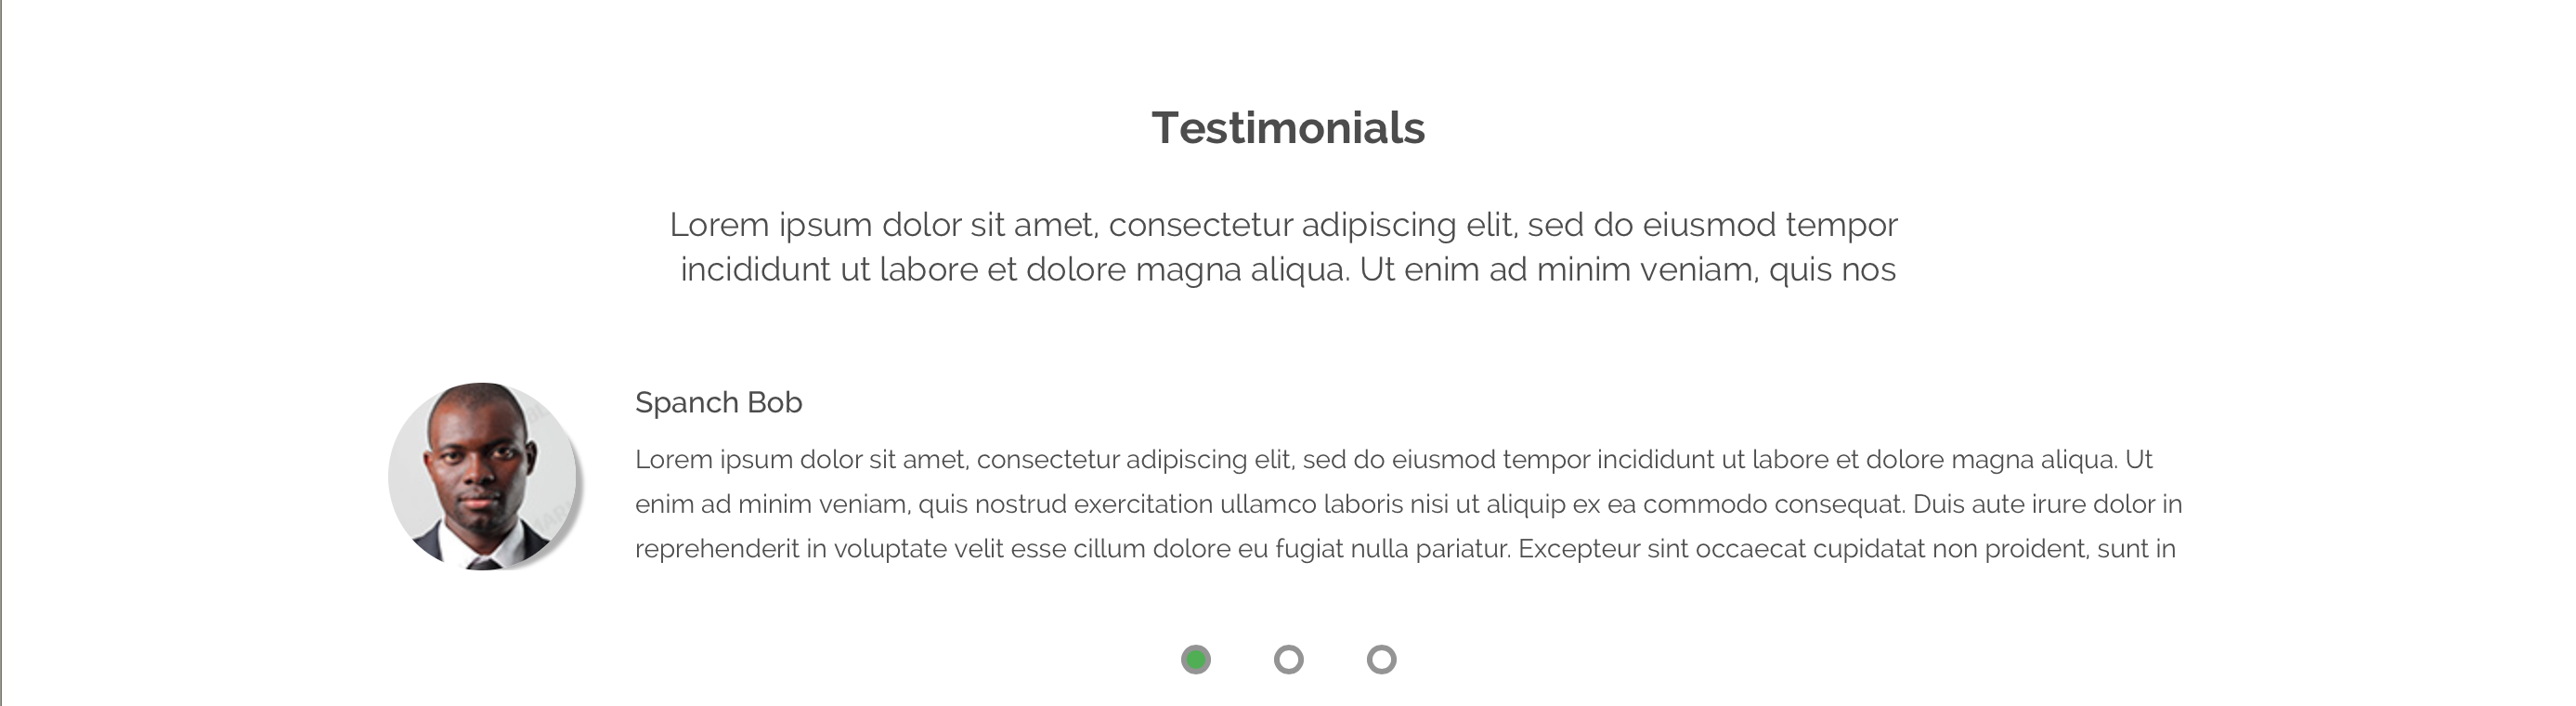 Testimonials
Lorem ipsum dolor sit amet, consectetur adipiscing elit, sed do eiusmod tempor
incididunt ut labore et dolore magna aliqua. Ut enim ad minim veniam, quis nos
Spanch Bob
Lorem ipsum dolor sit amet, consectetur adipiscing elit, sed do eiusmod tempor incididunt ut labore et dolore magna aliqua. Ut
enim ad minim veniam, quis nostrud exercitation ullamco laboris nisi ut aliquip ex ea commodo consequat. Duis aute irure dolor in
reprehenderit in voluptate velit esse cillum dolore eu fugiat nulla pariatur. Excepteur sint occaecat cupidatat non proident, sunt in